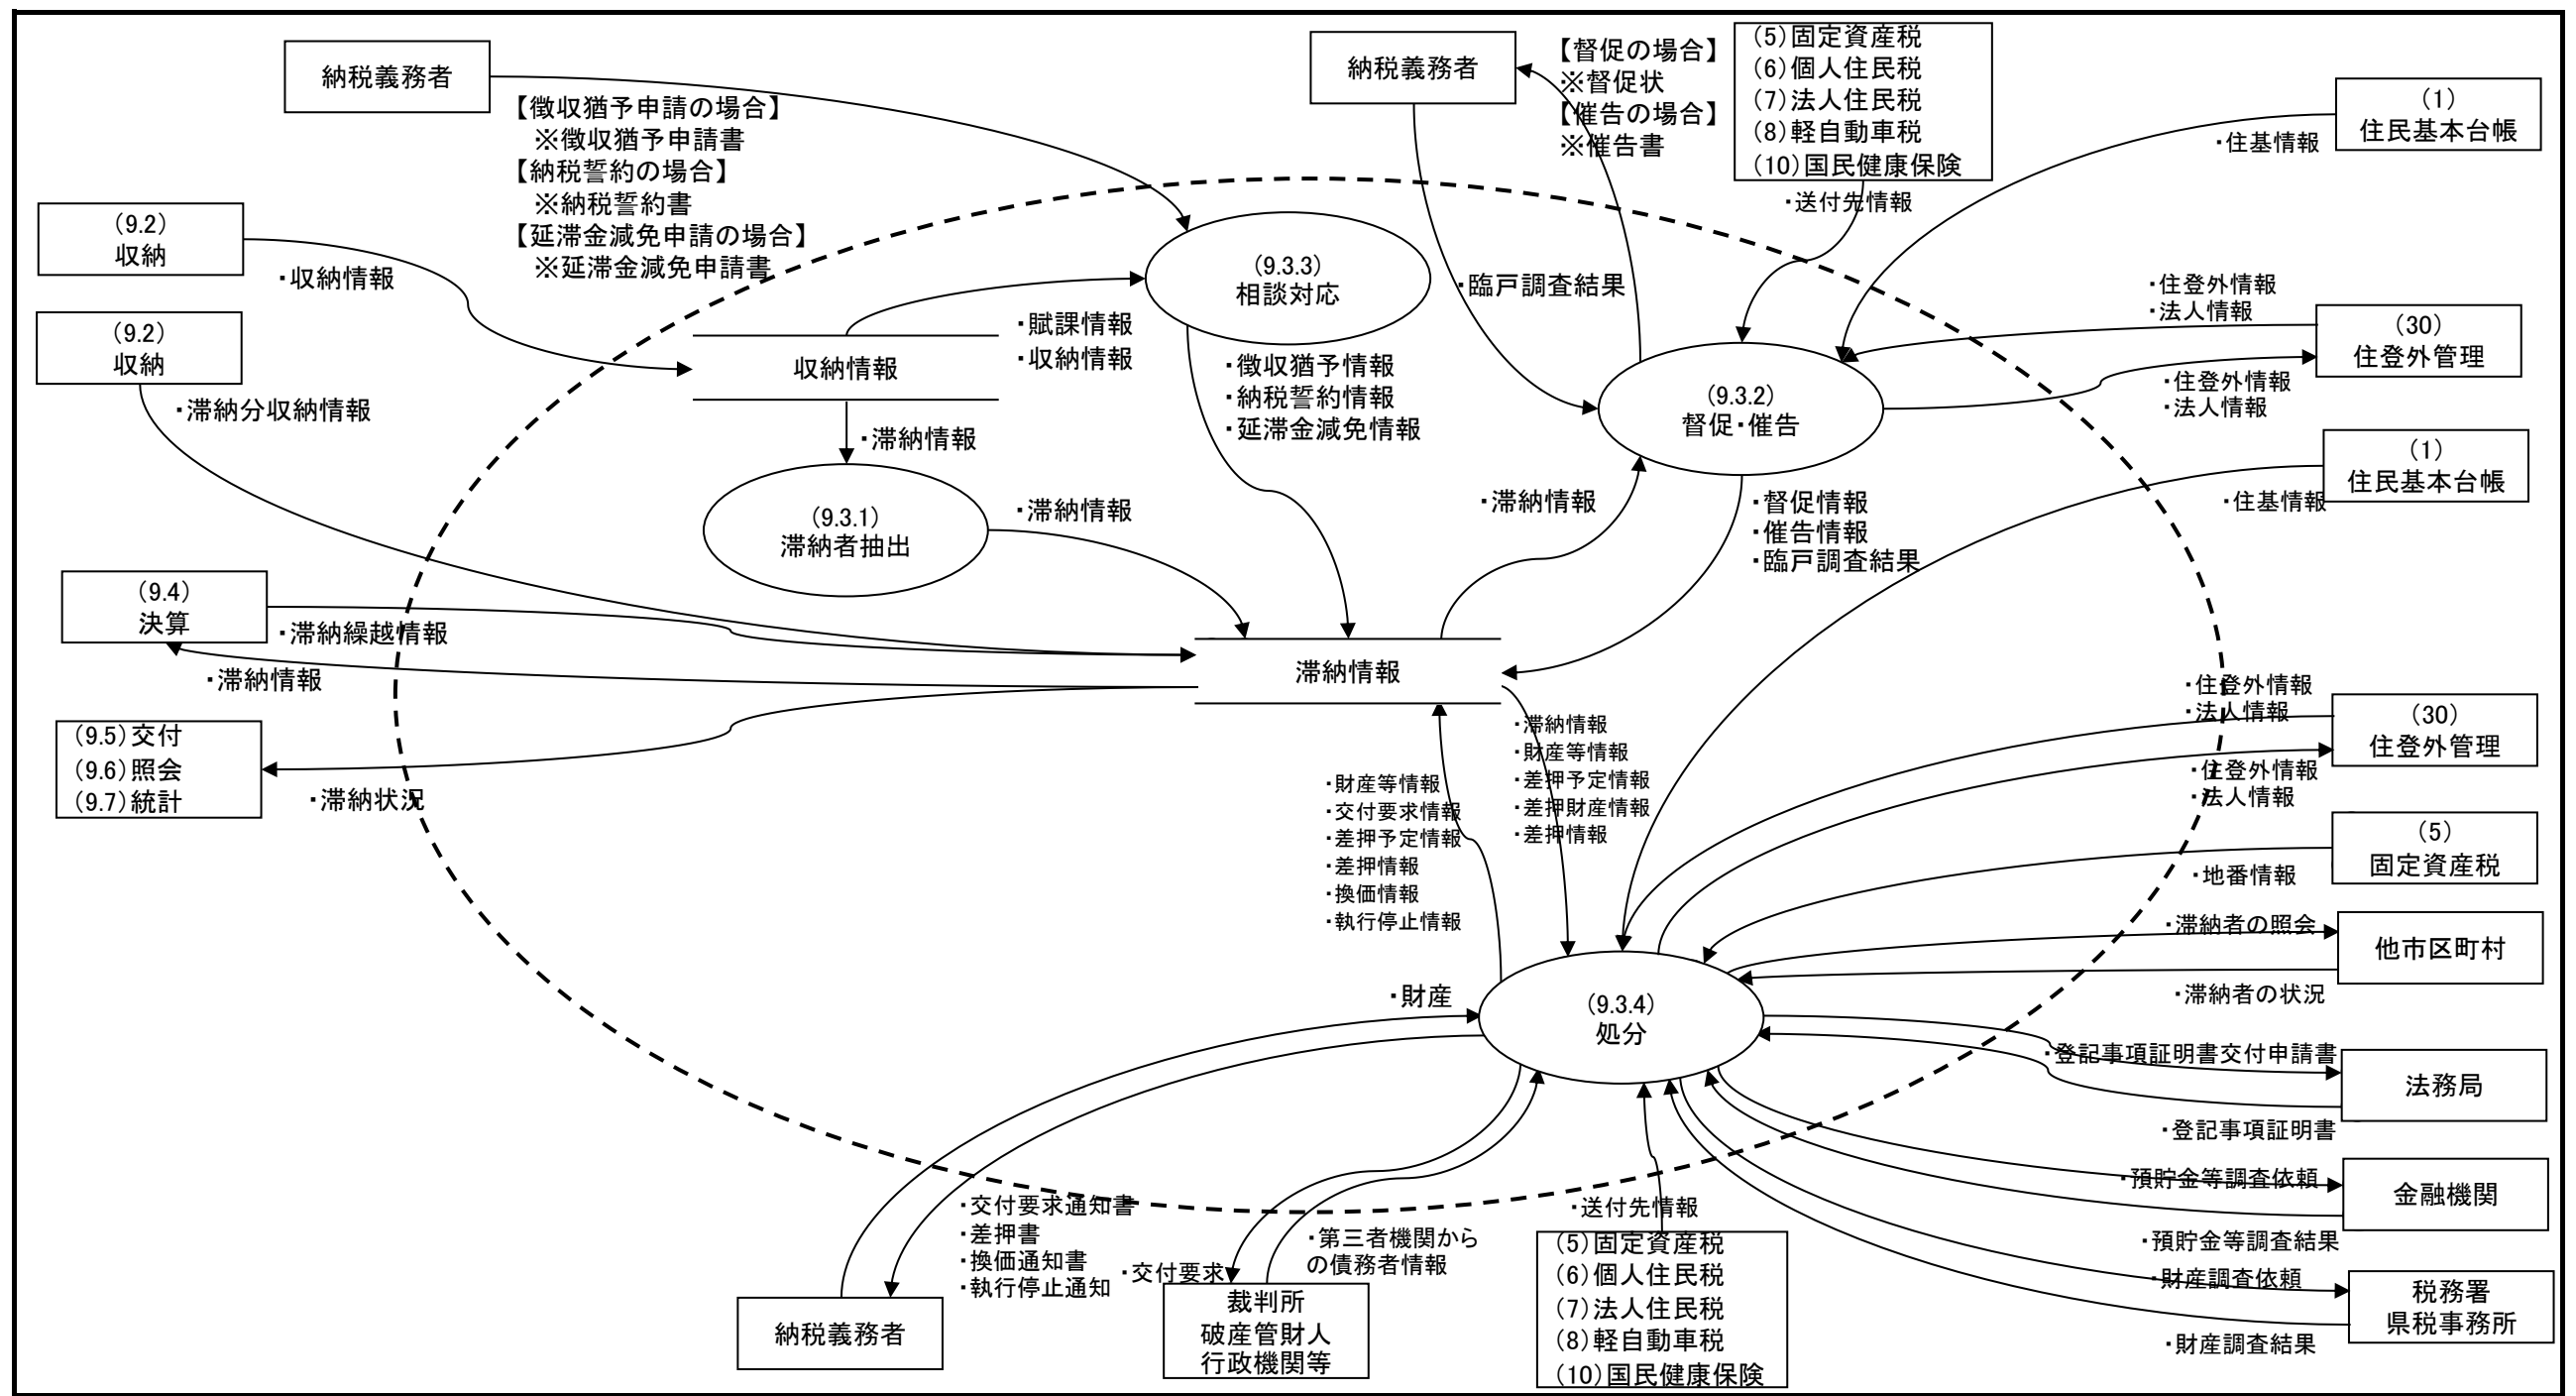 納税義務者
【徴収猶予申請の場合】
※徴収猶予申請書
【納税誓約の場合】
※納税誓約書
【延滞金減免申請の場合】
※延滞金減免申請書
納税義務者
【督促の場合】
※督促状
【催告の場合】
※催告書
(5)固定資産税
(6)個人住民税
(7)法人住民税
(8)軽自動車税
(10)国民健康保険
・送付先情報
(1)
住民基本台帳
・住基情報
(9.2)
収納
・収納情報
(9.2)
収納
・滞納分収納情報
収納情報
・賦課情報
・収納情報
(9.3.3)
相談対応
・徴収猶予情報
・納税誓約情報
・延滞金減免情報
・臨戸調査結果
(9.3.2)
督促・催告
・住登外情報
・法人情報
(30)
住登外管理
・住登外情報
・法人情報
・滞納情報
(9.3.1)
滞納者抽出
・滞納情報
・滞納情報
・督促情報
・催告情報
・臨戸調査結果
(1)
住民基本台帳
・住基情報
(9.4)
決算
・滞納繰越情報
・滞納情報
滞納情報
(9.5)交付
(9.6)照会
(9.7)統計
・滞納状況
・財産等情報
・交付要求情報
・差押予定情報
・差押情報
・換価情報
・執行停止情報
・滞納情報
・財産等情報
・差押予定情報
・差押財産情報
・差押情報
・住登外情報
・法人情報
(30)
住登外管理
・住登外情報
・法人情報
(5)
固定資産税
・地番情報
・滞納者の照会
他市区町村
・滞納者の状況
・財産
(9.3.4)
処分
・登記事項証明書交付申請書
法務局
・登記事項証明書
・預貯金等調査依頼
金融機関
・預貯金等調査結果
・財産調査依頼
税務署
県税事務所
・財産調査結果
・交付要求通知書
・差押書
・換価通知書
・執行停止通知
納税義務者
・交付要求
裁判所
破産管財人
行政機関等
・第三者機関から
の債務者情報
・送付先情報
(5)固定資産税
(6)個人住民税
(7)法人住民税
(8)軽自動車税
(10)国民健康保険